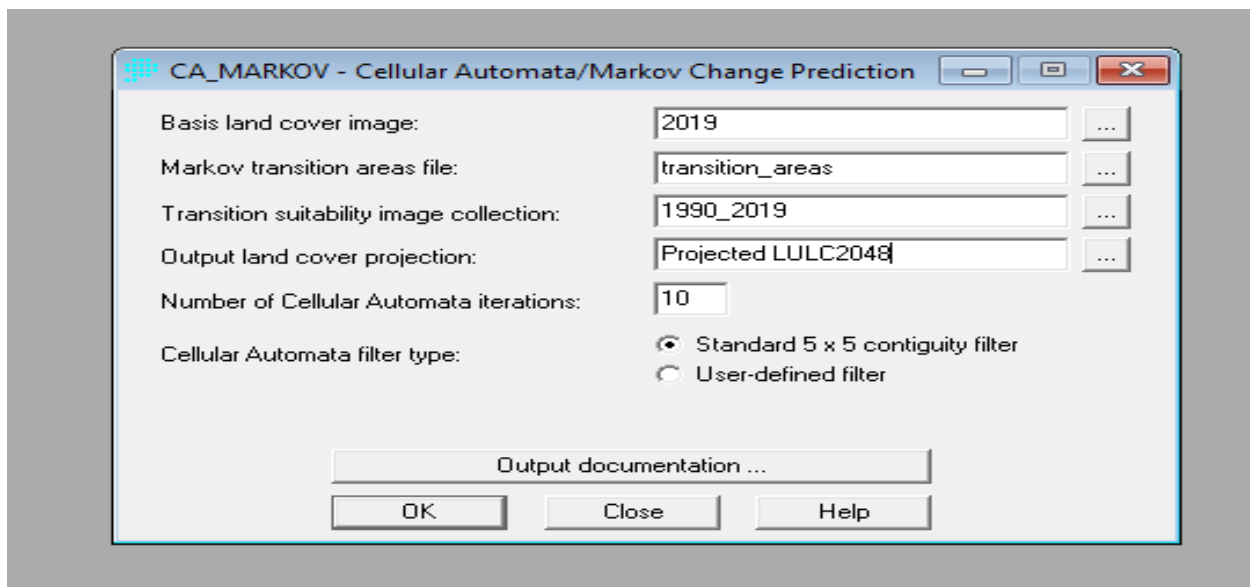 CA_MARKOV - Cellular Automata/Markov Change Prediction
Basis land cover image: 2019 ...
Markov transition areas file: transition_areas ...
Transition suitability image collection: 1990_2019 ...
Output land cover projection: Projected LULC2048 ...
Number of Cellular Automata iterations: 10
Cellular Automata filter type: Standard 5 x 5 contiguity filter
User-defined filter
Output documentation ...
OK Close Help